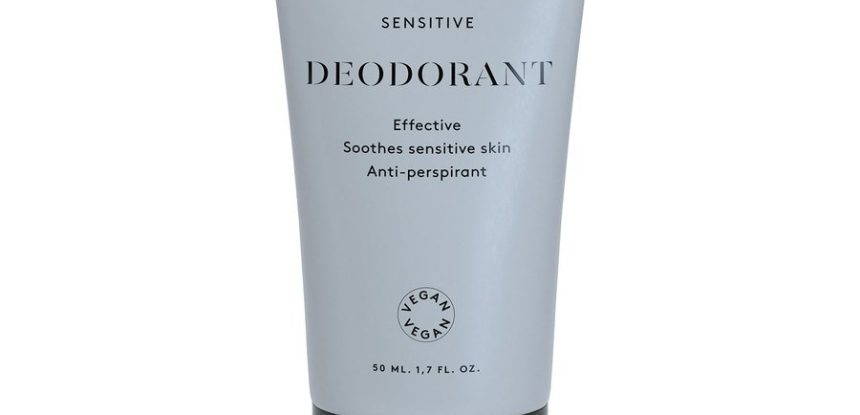 SENSITIVE
DEODORANT
Effective
Soothes sensitive skin
Anti-perspirant
VEGAN
VEGAN
50 ML. 1,7 FL. OZ.